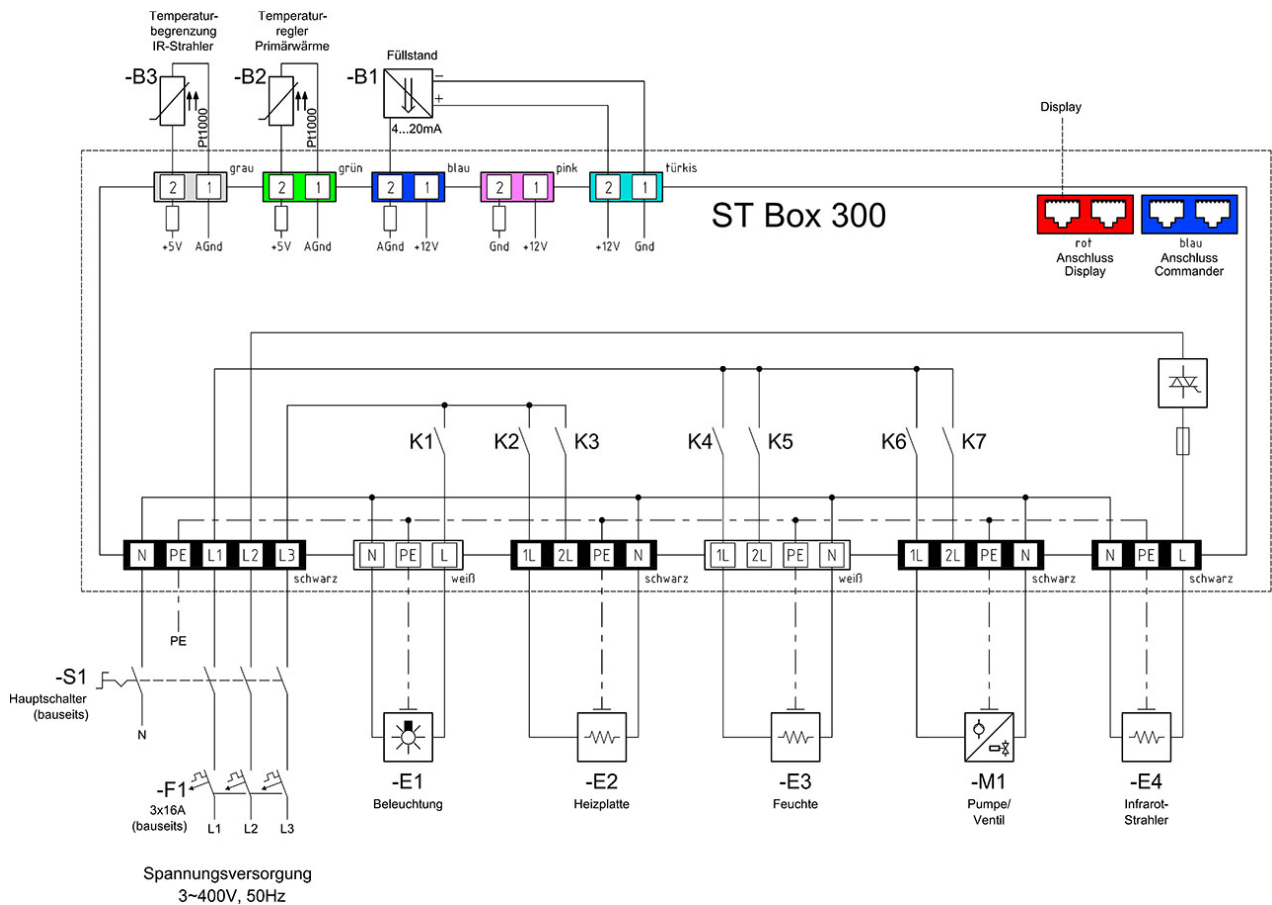 Temperatur-
begrenzung
IR-Strahler
Temperatur-
regler
Primärwärme
Füllstand
-B3
-B2
-B1
Pt1000
Pt1000
−
+
4...20mA
Display
grau
grün
blau
pink
türkis
2 1 2 1 2 1 2 1 2 1
+5V AGnd +5V AGnd AGnd +12V Gnd +12V +12V Gnd
ST Box 300
rot
Anschluss
Display
blau
Anschluss
Commander
K1 K2 K3 K4 K5 K6 K7
N PE L1 L2 L3 N PE L 1L 2L PE N 1L 2L PE N 1L 2L PE N N PE L
schwarz weiß schwarz weiß schwarz schwarz
PE
-S1
Hauptschalter
(bauseits)
N
-F1
3x16A
(bauseits)
L1 L2 L3
-E1
Beleuchtung
-E2
Heizplatte
-E3
Feuchte
-M1
Pumpe/
Ventil
-E4
Infrarot-
Strahler
Spannungsversorgung
3~400V, 50Hz